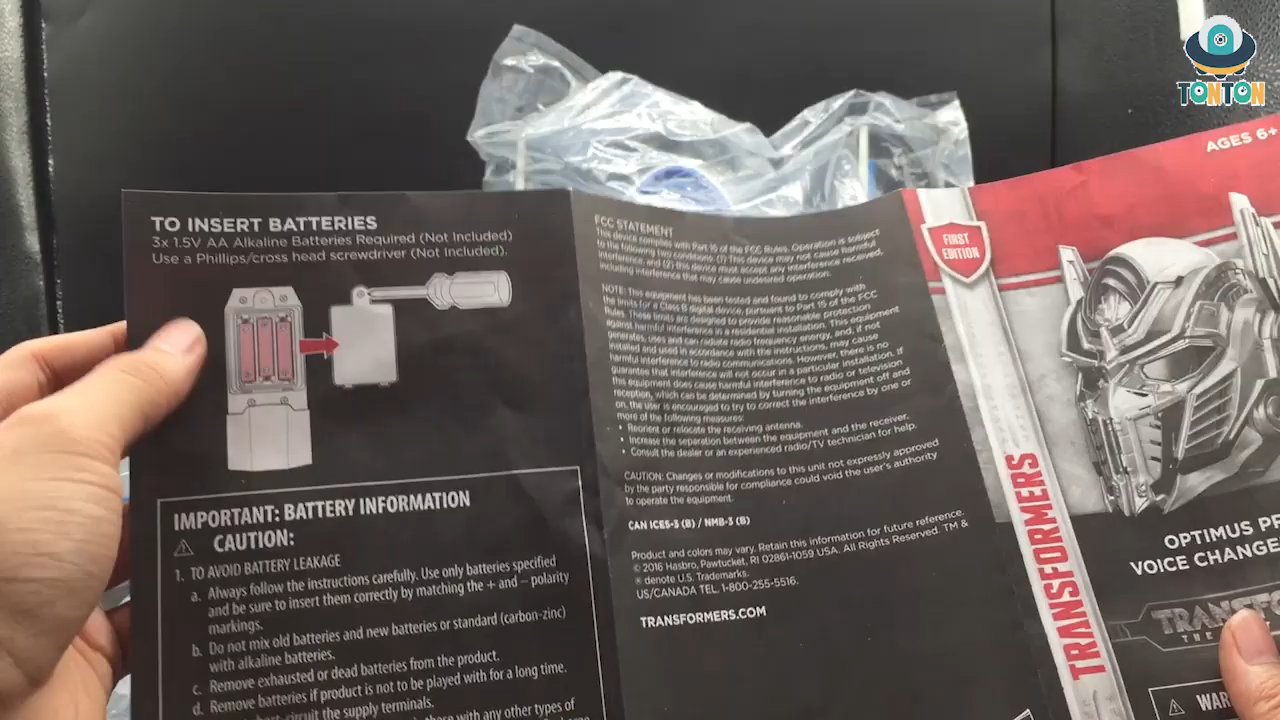 TONTON
TO INSERT BATTERIES
3x 1.5V AA Alkaline Batteries Required (Not Included)
Use a Phillips/cross head screwdriver (Not Included).
IMPORTANT: BATTERY INFORMATION
CAUTION:
1. TO AVOID BATTERY LEAKAGE
a. Always follow the instructions carefully. Use only batteries specified
and be sure to insert them correctly by matching the + and – polarity
markings.
b. Do not mix old batteries and new batteries or standard (carbon-zinc)
with alkaline batteries.
c. Remove exhausted or dead batteries from the product.
d. Remove batteries if product is not to be played with for a long time.
short-circuit the supply terminals.
these with any other types of
FCC STATEMENT
This device complies with Part 15 of the FCC Rules. Operation is subject
to the following two conditions: (1) This device may not cause harmful
interference, and (2) this device must accept any interference received,
including interference that may cause undesired operation.
NOTE: This equipment has been tested and found to comply with
the limits for a Class B digital device, pursuant to Part 15 of the FCC
Rules. These limits are designed to provide reasonable protection
against harmful interference in a residential installation. This equipment
generates, uses and can radiate radio frequency energy, and, if not
installed and used in accordance with the instructions, may cause
harmful interference to radio communications. However, there is no
guarantee that interference will not occur in a particular installation. If
this equipment does cause harmful interference to radio or television
reception, which can be determined by turning the equipment off and
on, the user is encouraged to try to correct the interference by one or
more of the following measures:
• Reorient or relocate the receiving antenna.
• Increase the separation between the equipment and the receiver.
• Consult the dealer or an experienced radio/TV technician for help.
CAUTION: Changes or modifications to this unit not expressly approved
by the party responsible for compliance could void the user's authority
to operate the equipment.
CAN ICES-3 (B) / NMB-3 (B)
Product and colors may vary. Retain this information for future reference.
© 2016 Hasbro, Pawtucket, RI 02861-1059 USA. All Rights Reserved. TM &
® denote U.S. Trademarks.
US/CANADA TEL. 1-800-255-5516.
TRANSFORMERS.COM
AGES 6+
FIRST
EDITION
TRANSFORMERS
OPTIMUS PR
VOICE CHANGE
TRANSFO
THE
WAR